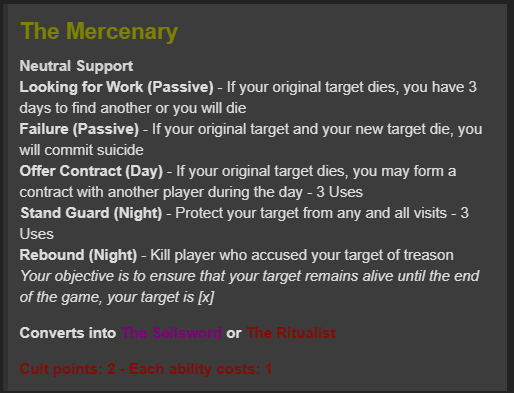 The Mercenary
Neutral Support
Looking for Work (Passive) - If your original target dies, you have 3
days to find another or you will die
Failure (Passive) - If your original target and your new target die, you
will commit suicide
Offer Contract (Day) - If your original target dies, you may form a
contract with another player during the day - 3 Uses
Stand Guard (Night) - Protect your target from any and all visits - 3
Uses
Rebound (Night) - Kill player who accused your target of treason
Your objective is to ensure that your target remains alive until the end
of the game, your target is [x]
Converts into The Sellsword or The Ritualist
Cult points: 2 - Each ability costs: 1